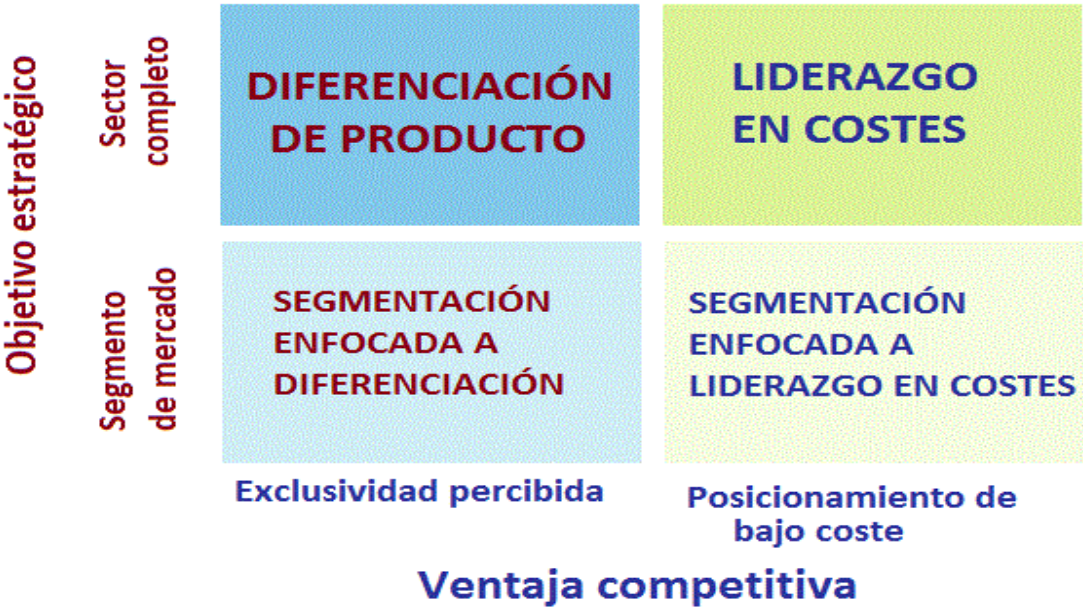 Objetivo estratégico
Sector
completo
DIFERENCIACIÓN
DE PRODUCTO
LIDERAZGO
EN COSTES
Segmento
de mercado
SEGMENTACIÓN
ENFOCADA A
DIFERENCIACIÓN
SEGMENTACIÓN
ENFOCADA A
LIDERAZGO EN COSTES
Exclusividad percibida
Posicionamiento de
bajo coste
Ventaja competitiva